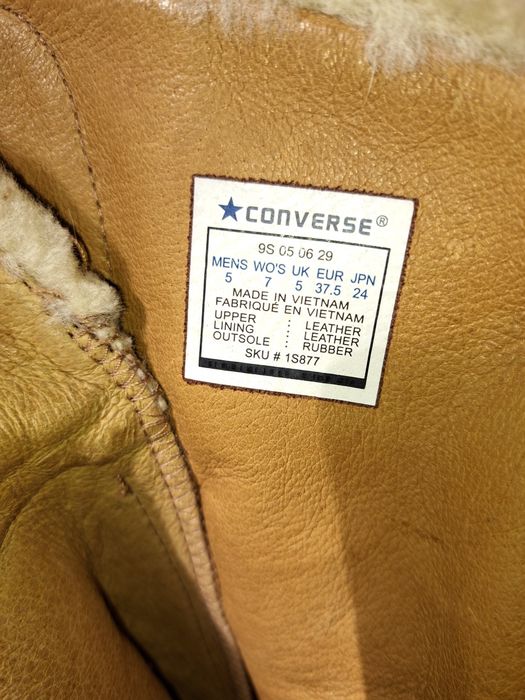 CONVERSE®
9S 05 06 29
MENS WO'S UK EUR JPN
5 7 5 37.5 24
MADE IN VIETNAM
FABRIQUÉ EN VIETNAM
UPPER : LEATHER
LINING : LEATHER
OUTSOLE : RUBBER
SKU # 1S877